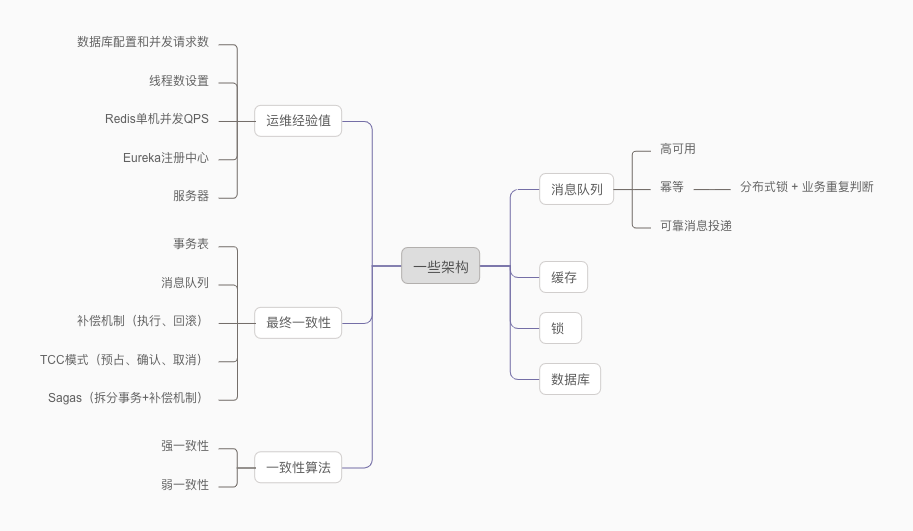 一些架构
运维经验值
数据库配置和并发请求数
线程数设置
Redis单机并发QPS
Eureka注册中心
服务器
最终一致性
事务表
消息队列
补偿机制（执行、回滚）
TCC模式（预占、确认、取消）
Sagas（拆分事务+补偿机制）
一致性算法
强一致性
弱一致性
消息队列
高可用
幂等
分布式锁 + 业务重复判断
可靠消息投递
缓存
锁
数据库